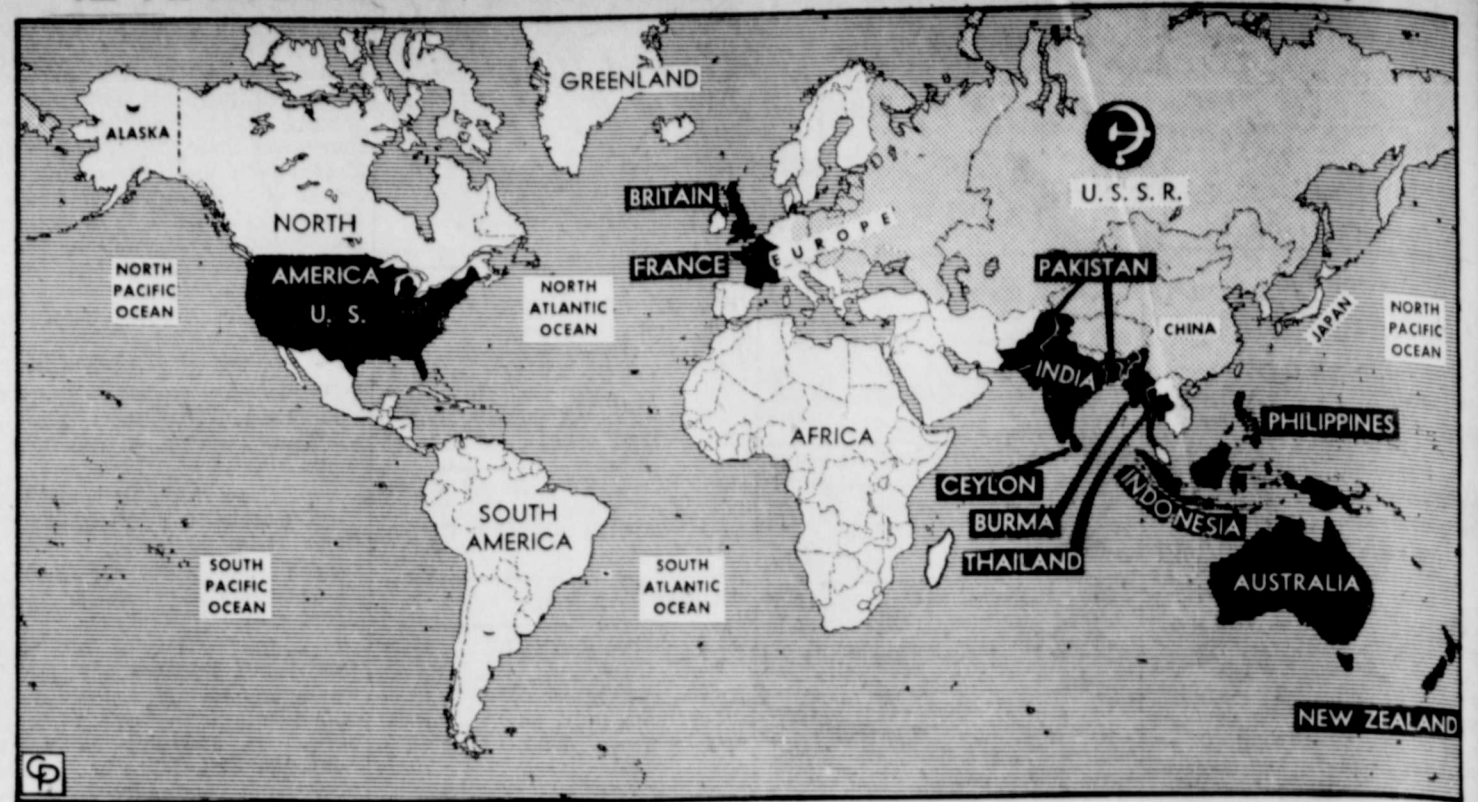 GREENLAND
ALASKA
U. S. S. R.
BRITAIN
NORTH
EUROPE
FRANCE
PAKISTAN
AMERICA
U. S.
NORTH
PACIFIC
OCEAN
NORTH
ATLANTIC
OCEAN
CHINA
JAPAN
NORTH
PACIFIC
OCEAN
INDIA
PHILIPPINES
AFRICA
CEYLON
INDONESIA
SOUTH
AMERICA
BURMA
THAILAND
SOUTH
PACIFIC
OCEAN
SOUTH
ATLANTIC
OCEAN
AUSTRALIA
NEW ZEALAND
CP